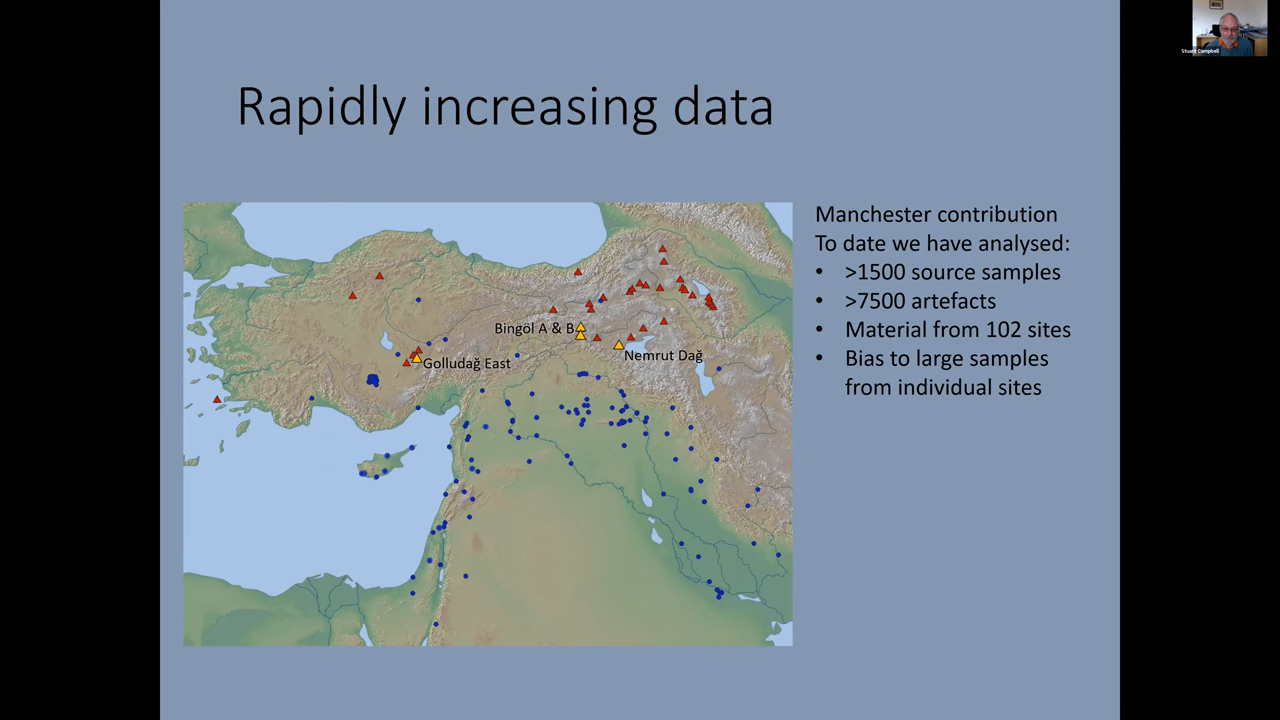 Stuart Campbell
Rapidly increasing data
Manchester contribution
To date we have analysed:
• >1500 source samples
• >7500 artefacts
• Material from 102 sites
• Bias to large samples
from individual sites
Bingöl A & B
Nemrut Dağ
Golludağ East